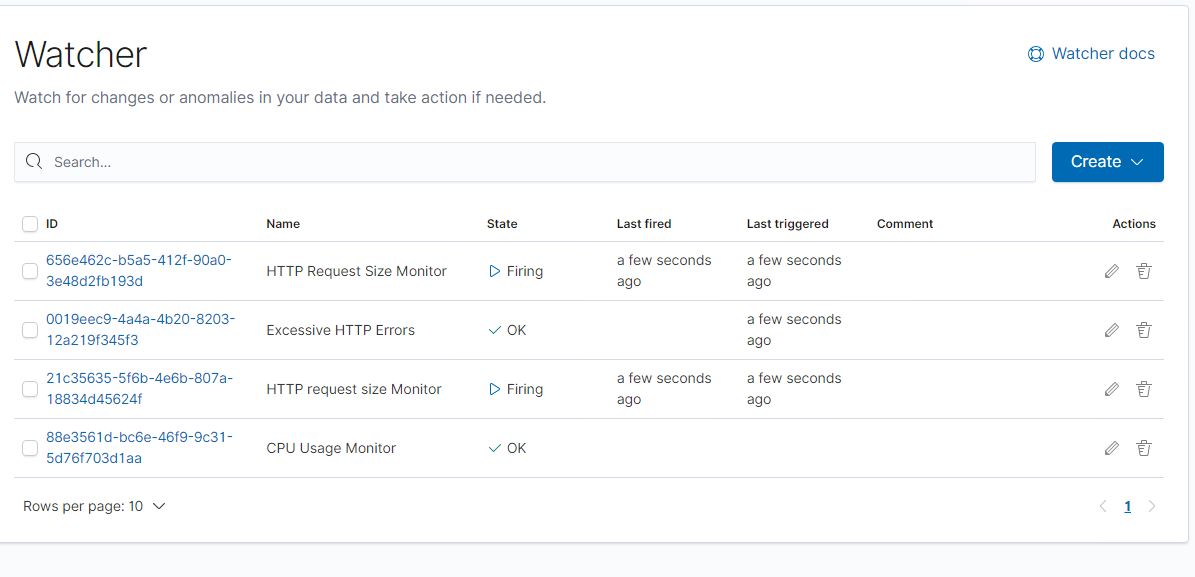 Watcher
Watcher docs
Watch for changes or anomalies in your data and take action if needed.
Search...
Create
ID Name State Last fired Last triggered Comment Actions
656e462c-b5a5-412f-90a0-
3e48d2fb193d
HTTP Request Size Monitor
Firing
a few seconds
ago
a few seconds
ago
0019eec9-4a4a-4b20-8203-
12a219f345f3
Excessive HTTP Errors
OK
a few seconds
ago
21c35635-5f6b-4e6b-807a-
18834d45624f
HTTP request size Monitor
Firing
a few seconds
ago
a few seconds
ago
88e3561d-bc6e-46f9-9c31-
5d76f703d1aa
CPU Usage Monitor
OK
Rows per page: 10
1